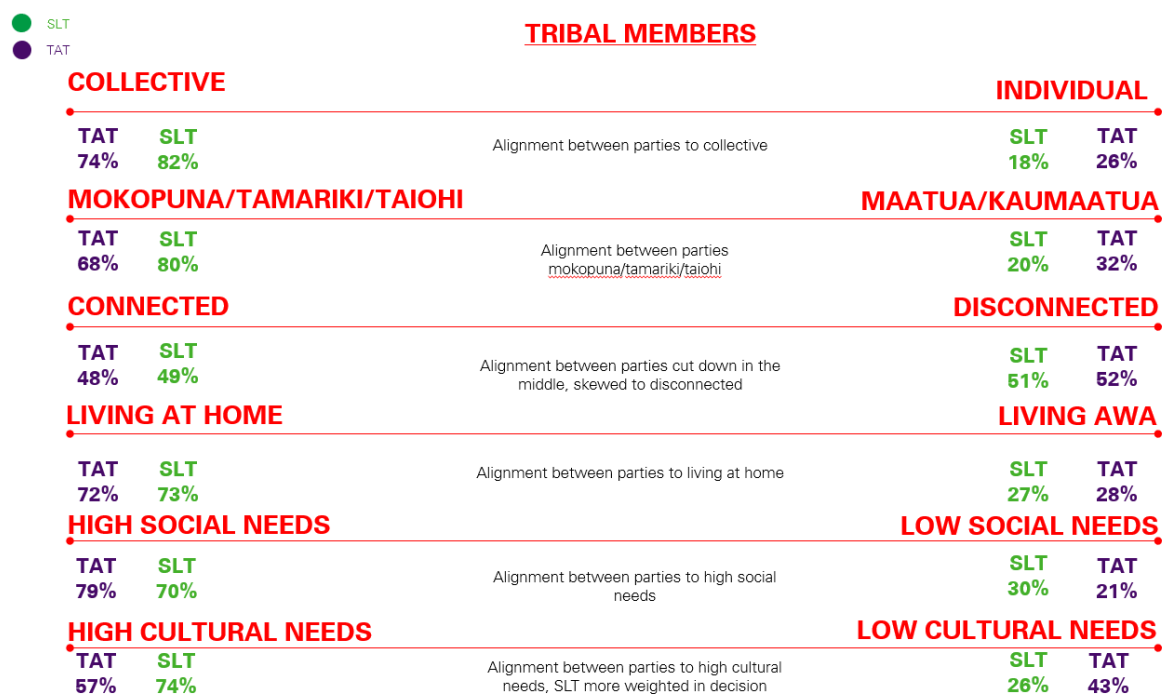 SLT
TAT
TRIBAL MEMBERS
COLLECTIVE
INDIVIDUAL
TAT SLT
74% 82%
Alignment between parties to collective
SLT TAT
18% 26%
MOKOPUNA/TAMARIKI/TAIOHI
MAATUA/KAUMAATUA
TAT SLT
68% 80%
Alignment between parties
mokopuna/tamariki/taiohi
SLT TAT
20% 32%
CONNECTED
DISCONNECTED
TAT SLT
48% 49%
Alignment between parties cut down in the
middle, skewed to disconnected
SLT TAT
51% 52%
LIVING AT HOME
LIVING AWA
TAT SLT
72% 73%
Alignment between parties to living at home
SLT TAT
27% 28%
HIGH SOCIAL NEEDS
LOW SOCIAL NEEDS
TAT SLT
79% 70%
Alignment between parties to high social
needs
SLT TAT
30% 21%
HIGH CULTURAL NEEDS
LOW CULTURAL NEEDS
TAT SLT
57% 74%
Alignment between parties to high cultural
needs, SLT more weighted in decision
SLT TAT
26% 43%